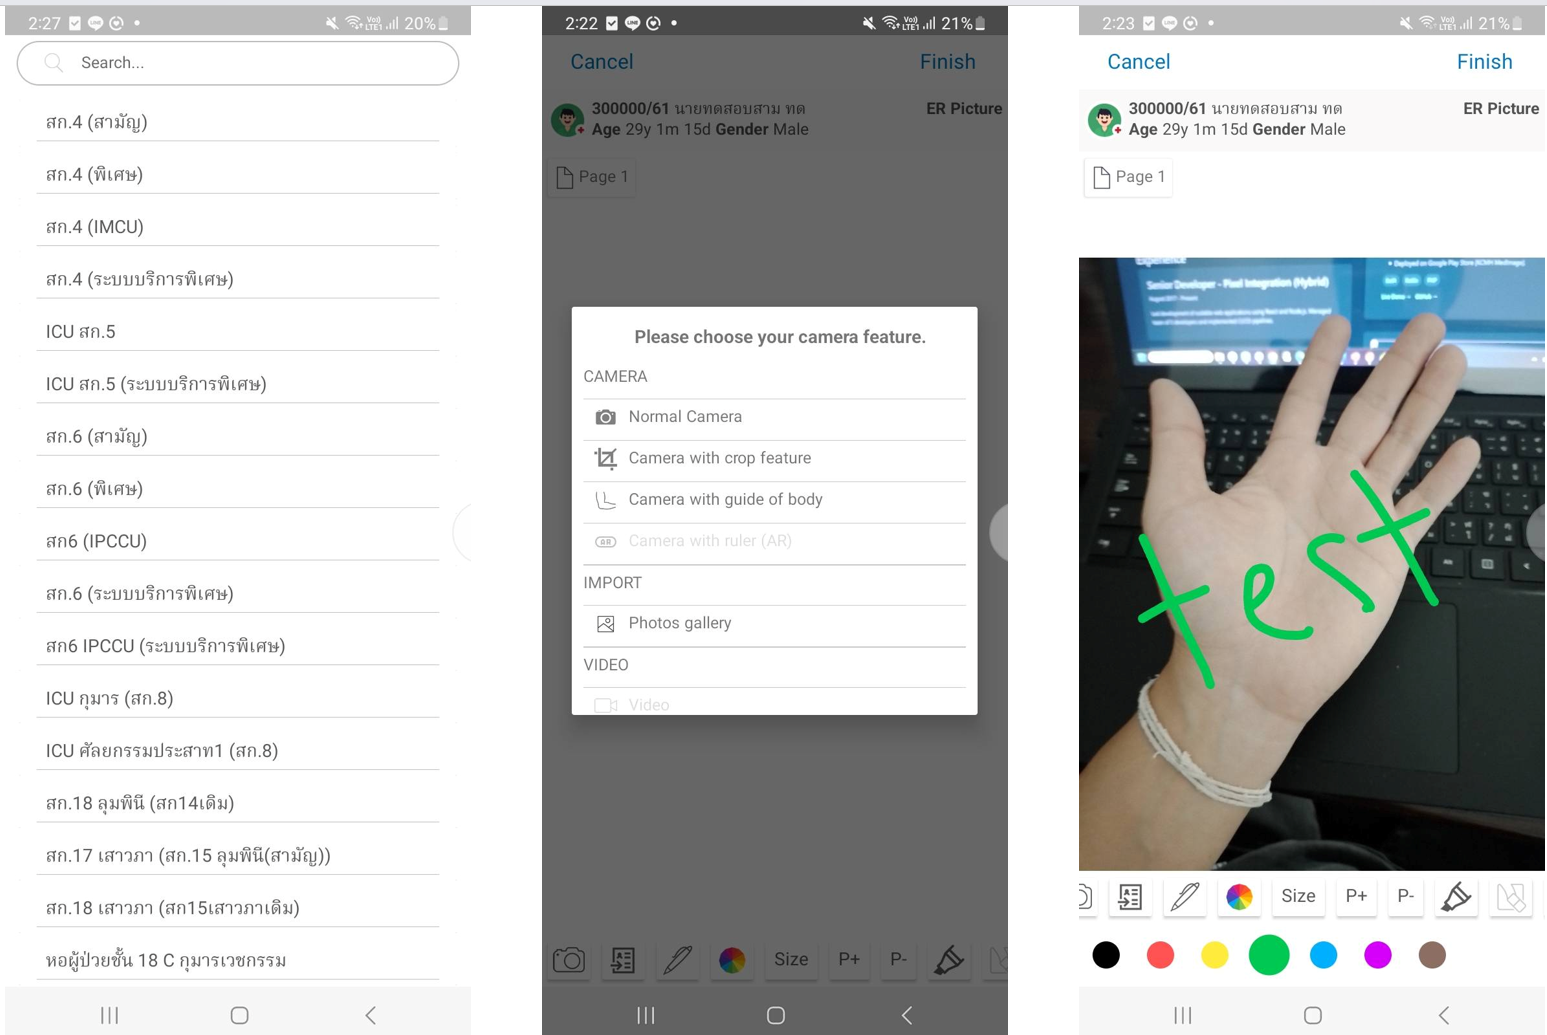 2:27
20%
Search...
สก.4 (สามัญ)
สก.4 (พิเศษ)
สก.4 (IMCU)
สก.4 (ระบบบริการพิเศษ)
ICU สก.5
ICU สก.5 (ระบบบริการพิเศษ)
สก.6 (สามัญ)
สก.6 (พิเศษ)
สก6 (IPCCU)
สก.6 (ระบบบริการพิเศษ)
สก6 IPCCU (ระบบบริการพิเศษ)
ICU กุมาร (สก.8)
ICU ศัลยกรรมประสาท1 (สก.8)
สก.18 ลุมพินี (สก14เดิม)
สก.17 เสาวภา (สก.15 ลุมพินี(สามัญ))
สก.18 เสาวภา (สก15เสาวภาเดิม)
หอผู้ป่วยชั้น 18 C กุมารเวชกรรม
2:22
21%
Cancel Finish
300000/61 นายทดสอบสาม ทด ER Picture
Age 29y 1m 15d Gender Male
Page 1
Please choose your camera feature.
CAMERA
Normal Camera
Camera with crop feature
Camera with guide of body
Camera with ruler (AR)
IMPORT
Photos gallery
VIDEO
Video
Size P+ P-
2:23
21%
Cancel Finish
300000/61 นายทดสอบสาม ทด ER Picture
Age 29y 1m 15d Gender Male
Page 1
Experience
Senior Developer - Pixel Integration (Hybrid)
test
Size P+ P-